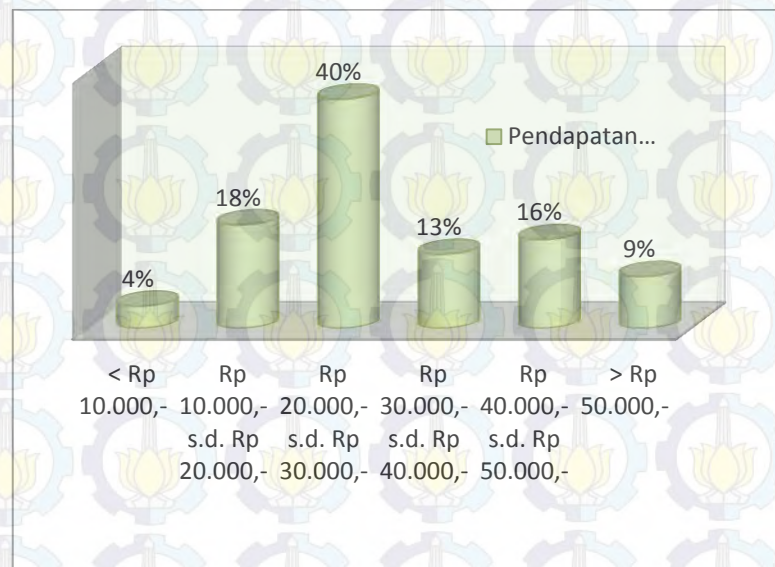 40%
Pendapatan...
18%
16%
13%
9%
4%
< Rp Rp Rp Rp Rp > Rp
10.000,- 10.000,- 20.000,- 30.000,- 40.000,- 50.000,-
s.d. Rp s.d. Rp s.d. Rp s.d. Rp
20.000,- 30.000,- 40.000,- 50.000,-